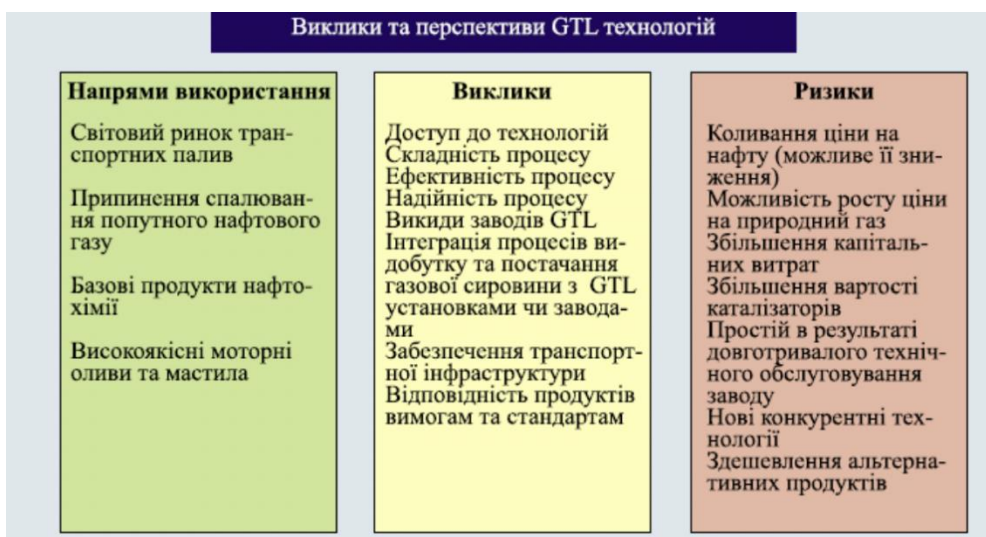 Виклики та перспективи GTL технологій
Напрями використання
Світовий ринок тран-
спортних палив
Припинення спалюван-
ня попутного нафтового
газу
Базові продукти нафто-
хімії
Високоякісні моторні
оливи та мастила
Виклики
Доступ до технологій
Складність процесу
Ефективність процесу
Надійність процесу
Викиди заводів GTL
Інтеграція процесів ви-
добутку та постачання
газової сировини з GTL
установками чи завода-
ми
Забезпечення транспорт-
ної інфраструктури
Відповідність продуктів
вимогам та стандартам
Ризики
Коливання ціни на
нафту (можливе її зни-
ження)
Можливість росту ціни
на природний газ
Збільшення капіталь-
них витрат
Збільшення вартості
каталізаторів
Простій в результаті
довготривалого техніч-
ного обслуговування
заводу
Нові конкурентні тех-
нології
Здешевлення альтерна-
тивних продуктів